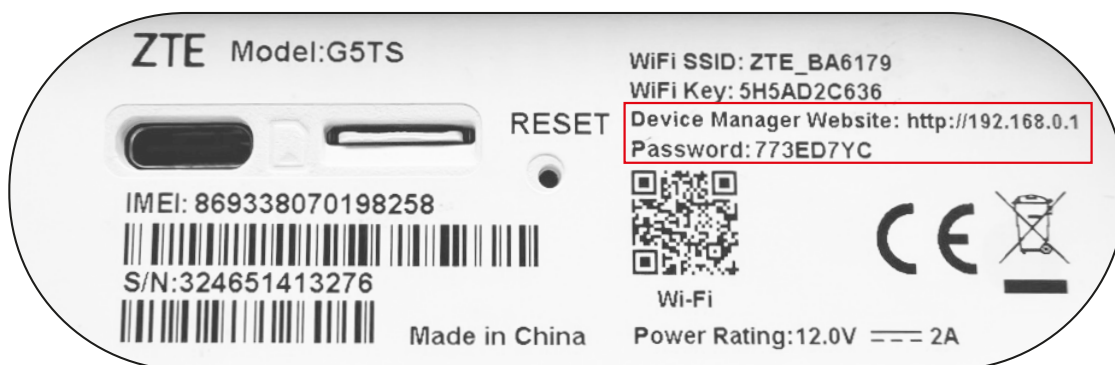 ZTE Model:G5TS
RESET
IMEI: 869338070198258
S/N:324651413276
Made in China
WiFi SSID: ZTE_BA6179
WiFi Key: 5H5AD2C636
Device Manager Website: http://192.168.0.1
Password:773ED7YC
Wi-Fi
CE
Power Rating:12.0V ⎓ 2A